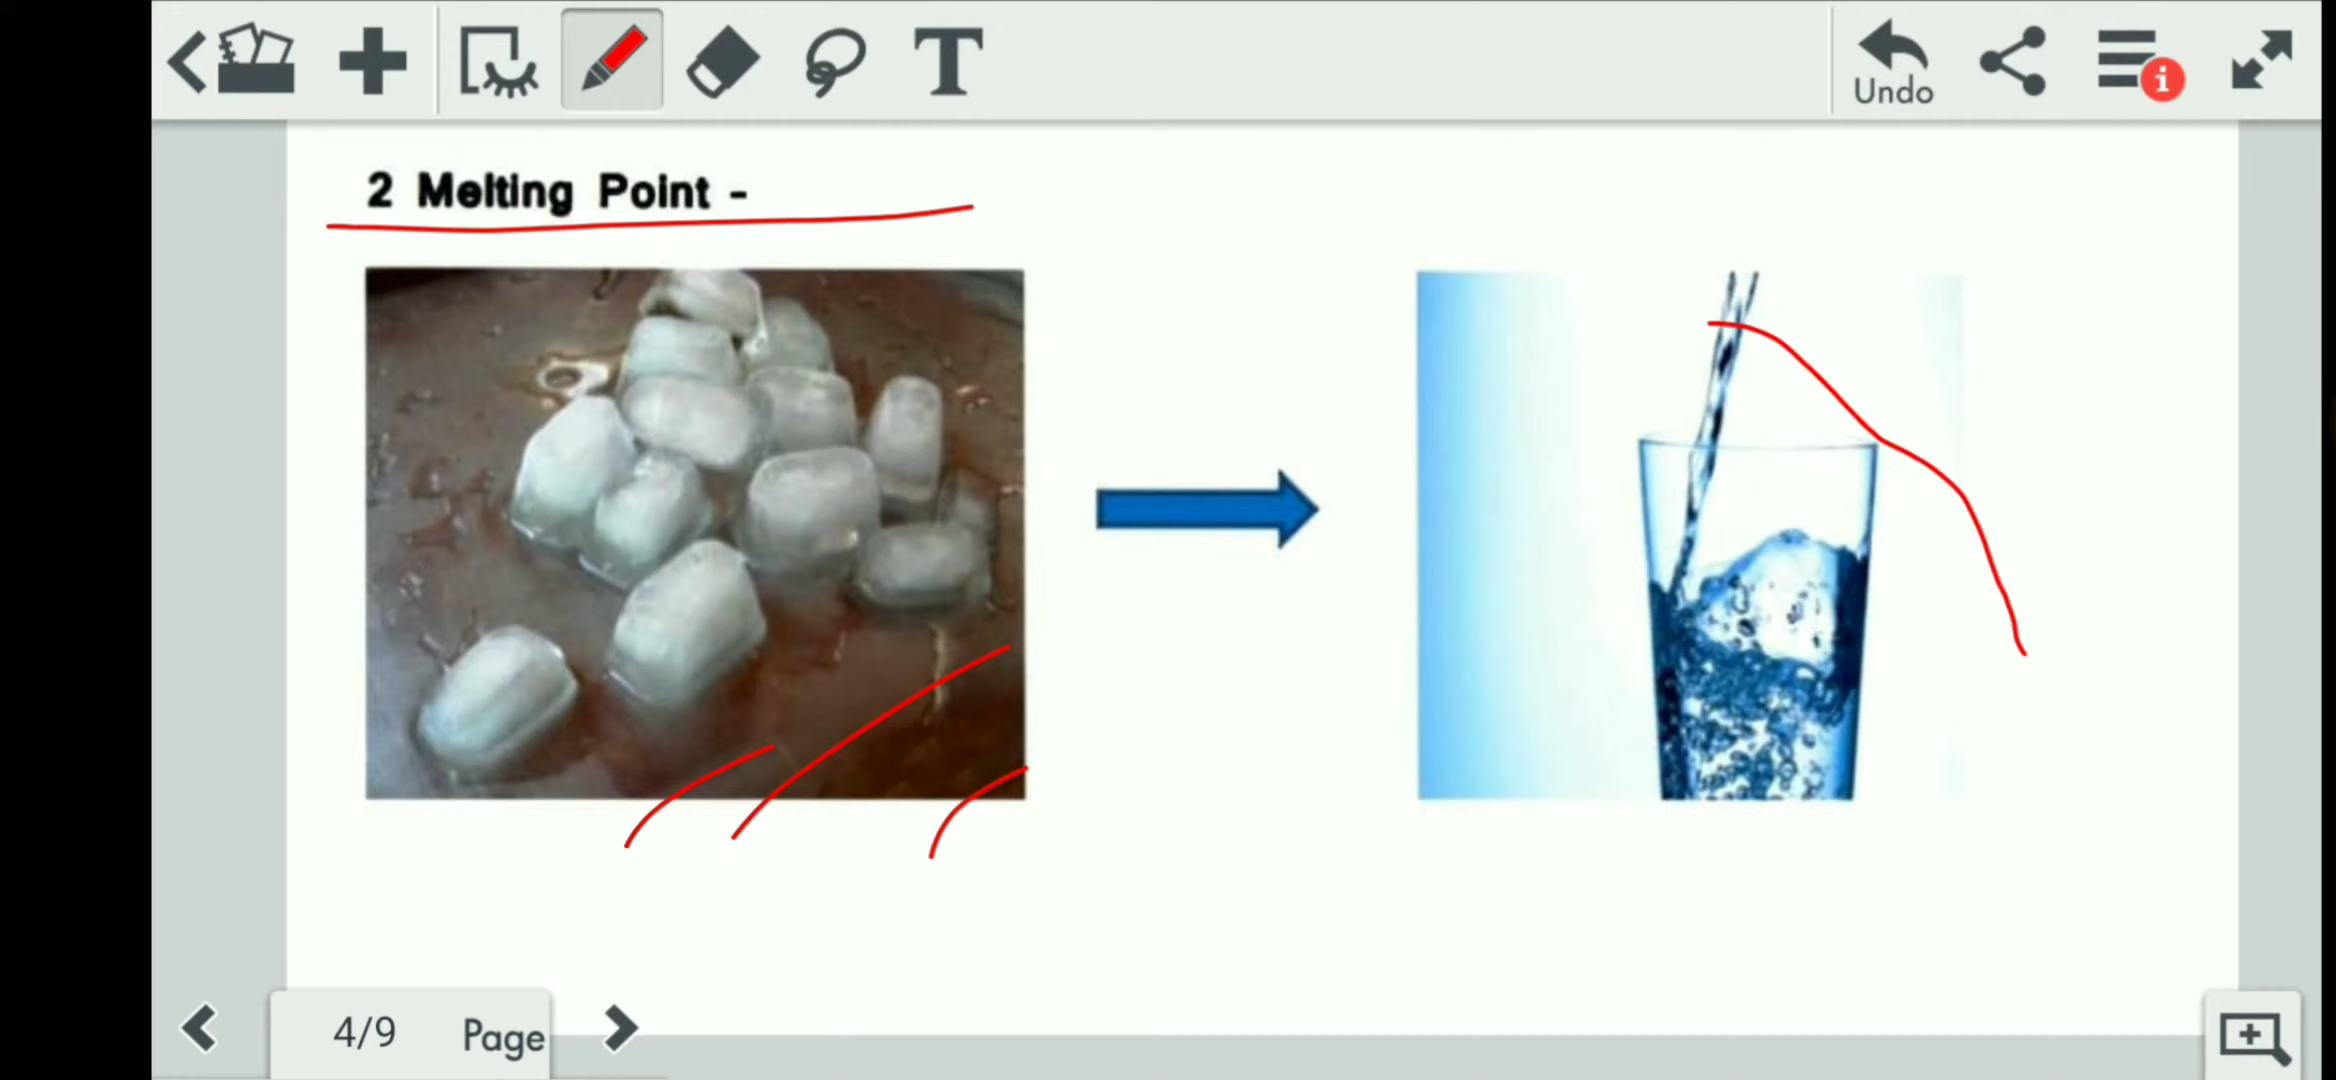 T
Undo
i
2 Melting Point -
4/9 Page